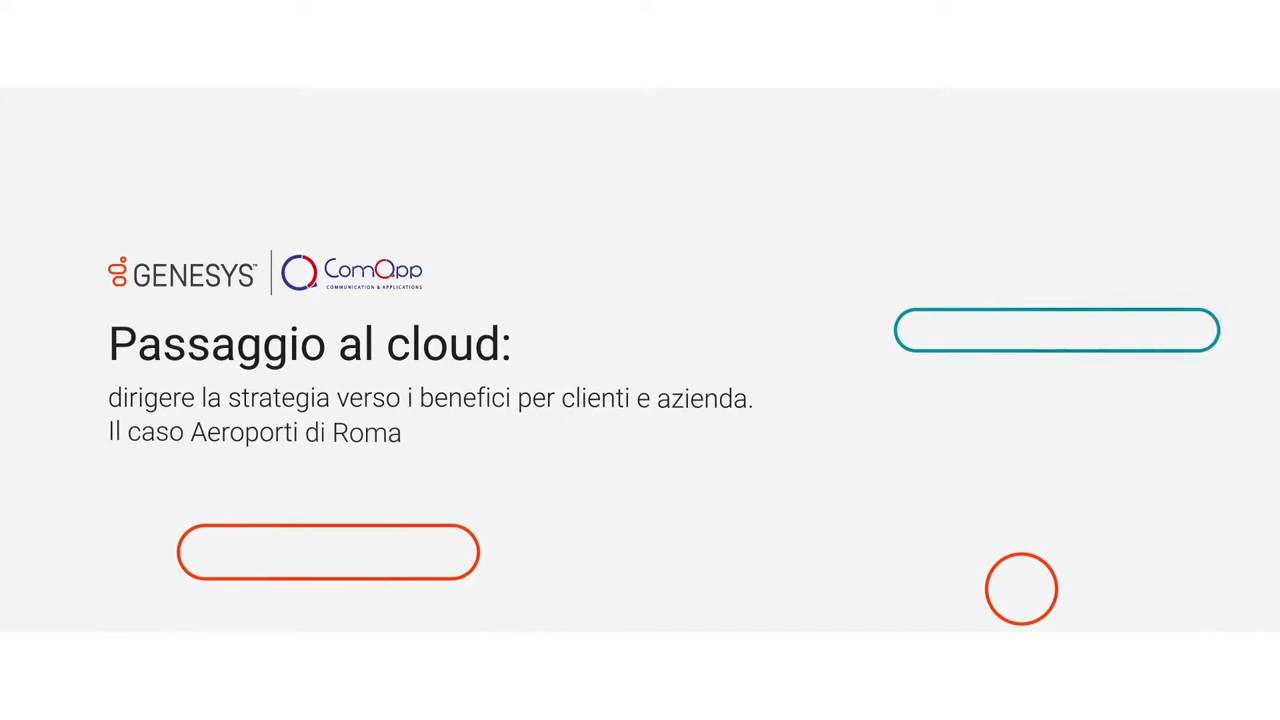 GENESYS™
ComApp
COMMUNICATION & APPLICATIONS
Passaggio al cloud:
dirigere la strategia verso i benefici per clienti e azienda.
Il caso Aeroporti di Roma